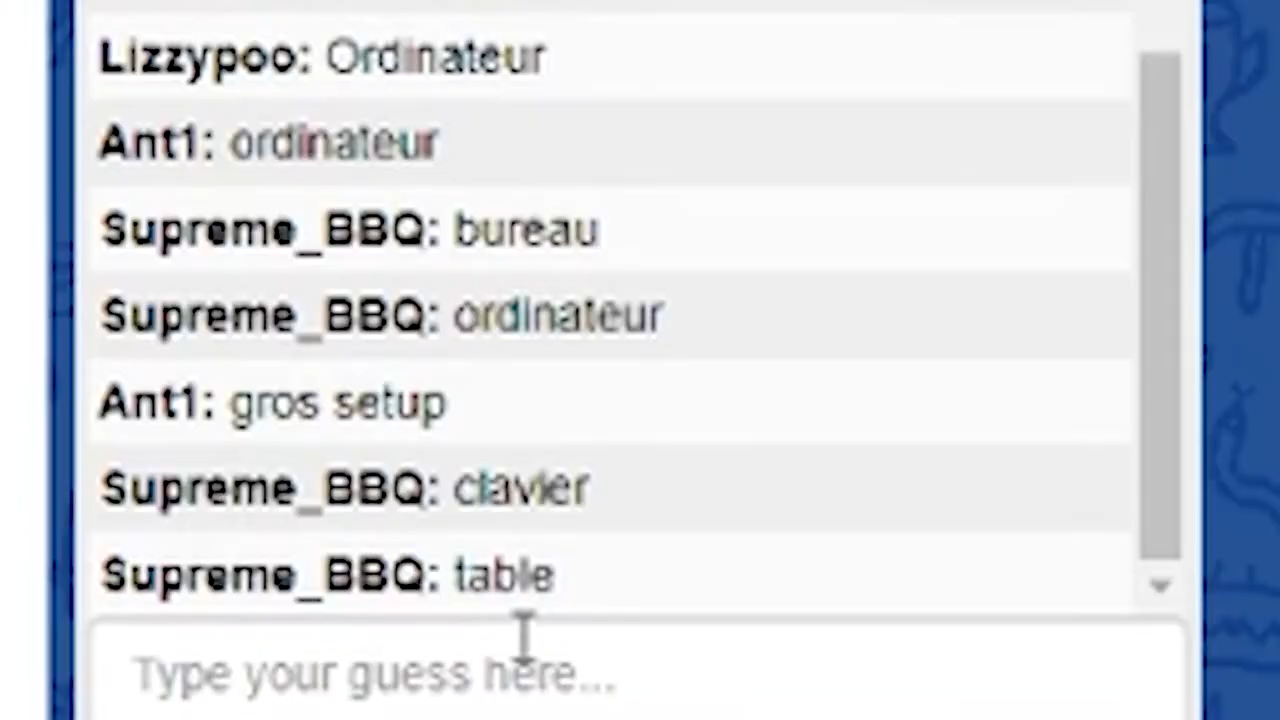 Lizzypoo: Ordinateur
Ant1: ordinateur
Supreme_BBQ: bureau
Supreme_BBQ: ordinateur
Ant1: gros setup
Supreme_BBQ: clavier
Supreme_BBQ: table
Type your guess here...